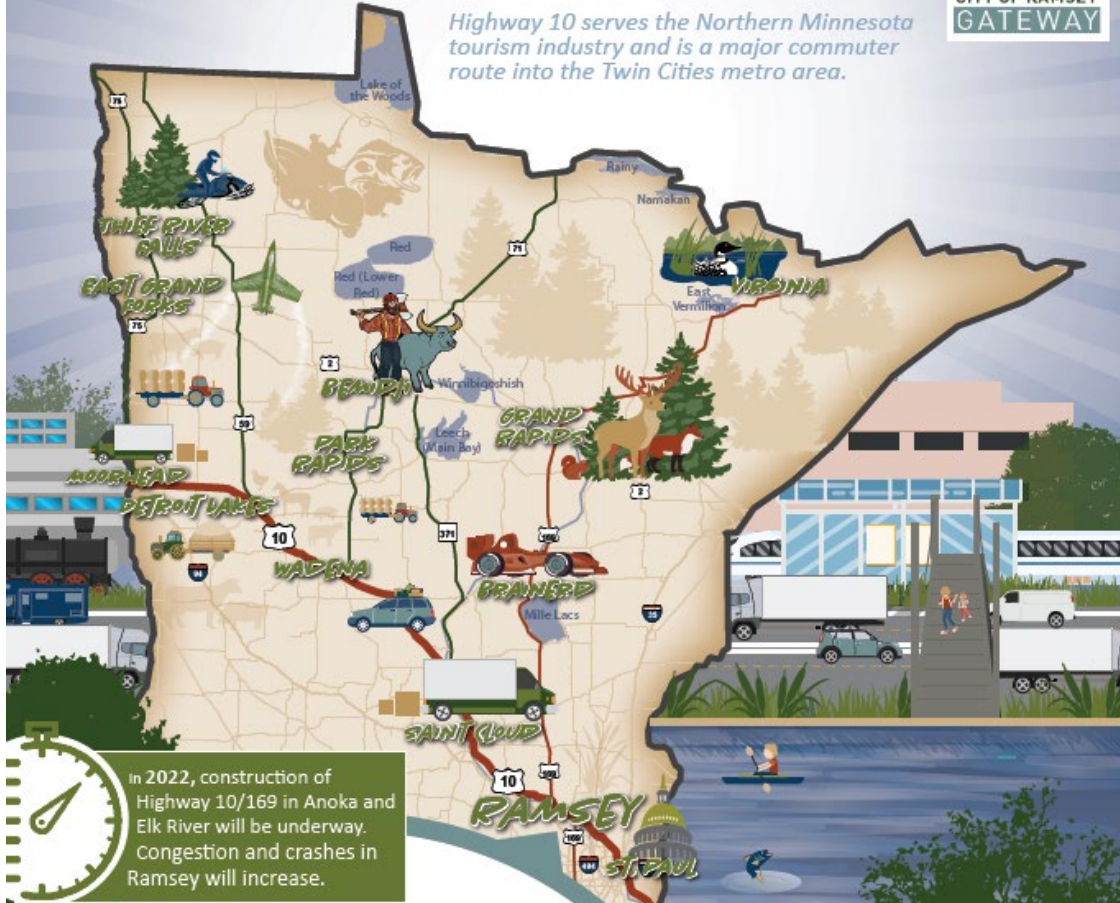 CITY OF RAMSEY
GATEWAY
Highway 10 serves the Northern Minnesota
tourism industry and is a major commuter
route into the Twin Cities metro area.
Lake of
the Woods
75
Rainy
Namakan
THIEF RIVER
FALLS
71
Red
EAST GRAND
FORKS
Red (Lower
Red)
East
Vermilion
VIRGINIA
75
2
BEMIDJI
Winnibigoshish
59
GRAND
RAPIDS
PARK
RAPIDS
Leech
(Main Bay)
MOORHEAD
2
DETROIT LAKES
10
371
169
94
WADENA
BRAINERD
Mille Lacs
35
SAINT CLOUD
10
169
In 2022, construction of
Highway 10/169 in Anoka and
Elk River will be underway.
Congestion and crashes in
Ramsey will increase.
RAMSEY
169
ST. PAUL